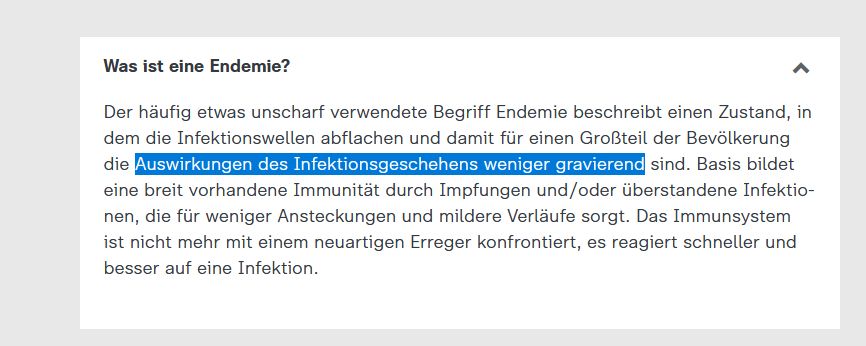 Was ist eine Endemie?
Der häufig etwas unscharf verwendete Begriff Endemie beschreibt einen Zustand, in
dem die Infektionswellen abflachen und damit für einen Großteil der Bevölkerung
die Auswirkungen des Infektionsgeschehens weniger gravierend sind. Basis bildet
eine breit vorhandene Immunität durch Impfungen und/oder überstandene Infektio-
nen, die für weniger Ansteckungen und mildere Verläufe sorgt. Das Immunsystem
ist nicht mehr mit einem neuartigen Erreger konfrontiert, es reagiert schneller und
besser auf eine Infektion.